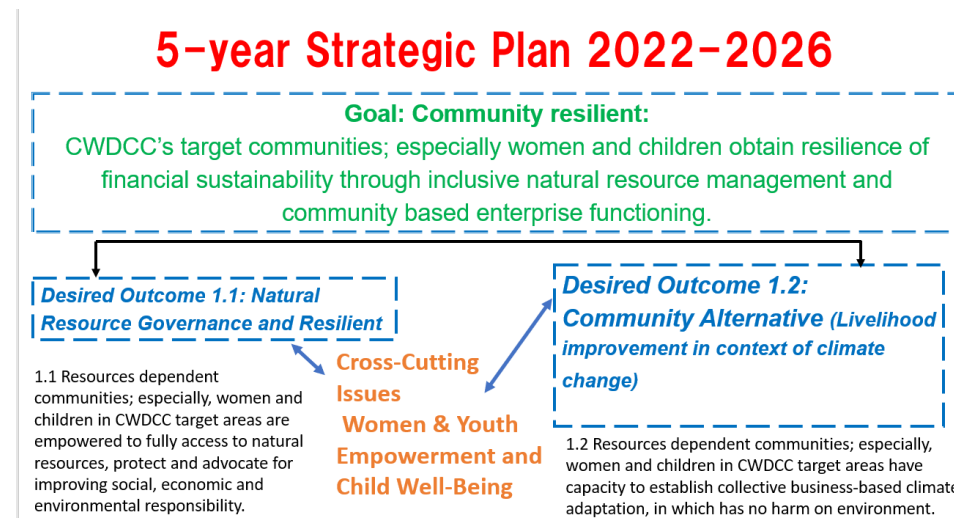 5-year Strategic Plan 2022-2026
Goal: Community resilient:
CWDCC's target communities; especially women and children obtain resilience of
financial sustainability through inclusive natural resource management and
community based enterprise functioning.
Desired Outcome 1.1: Natural
Resource Governance and Resilient
1.1 Resources dependent
communities; especially, women and
children in CWDCC target areas are
empowered to fully access to natural
resources, protect and advocate for
improving social, economic and
environmental responsibility.
Cross-Cutting
Issues
Women & Youth
Empowerment and
Child Well-Being
Desired Outcome 1.2:
Community Alternative (Livelihood
improvement in context of climate
change)
1.2 Resources dependent communities; especially,
women and children in CWDCC target areas have
capacity to establish collective business-based climate
adaptation, in which has no harm on environment.